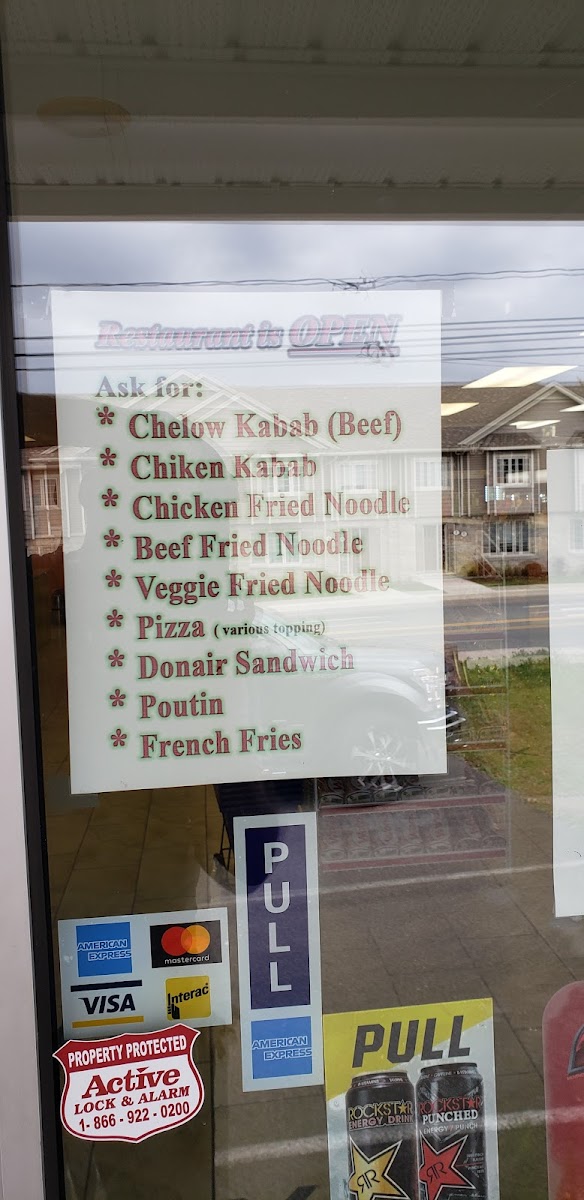 Restaurant is OPEN
Ask for:
* Chelow Kabab (Beef)
* Chiken Kabab
* Chicken Fried Noodle
* Beef Fried Noodle
* Veggie Fried Noodle
* Pizza (various topping)
* Donair Sandwich
* Poutin
* French Fries
PULL
AMERICAN EXPRESS
AMERICAN
EXPRESS
mastercard
VISA
Interac
PROPERTY PROTECTED
Active
LOCK & ALARM
1-866-922-0200
PULL
ROCKSTAR
ENERGY DRINK
ROCKSTAR
PUNCHED
ENERGY + PUNCH